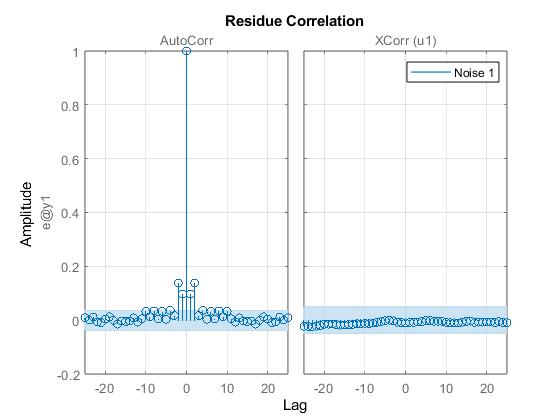 Residue Correlation
AutoCorr
XCorr (u1)
Noise 1
1
0.8
0.6
0.4
0.2
0
-0.2
Amplitude
e@y1
-20 -10 0 10 20
-20 -10 0 10 20
Lag